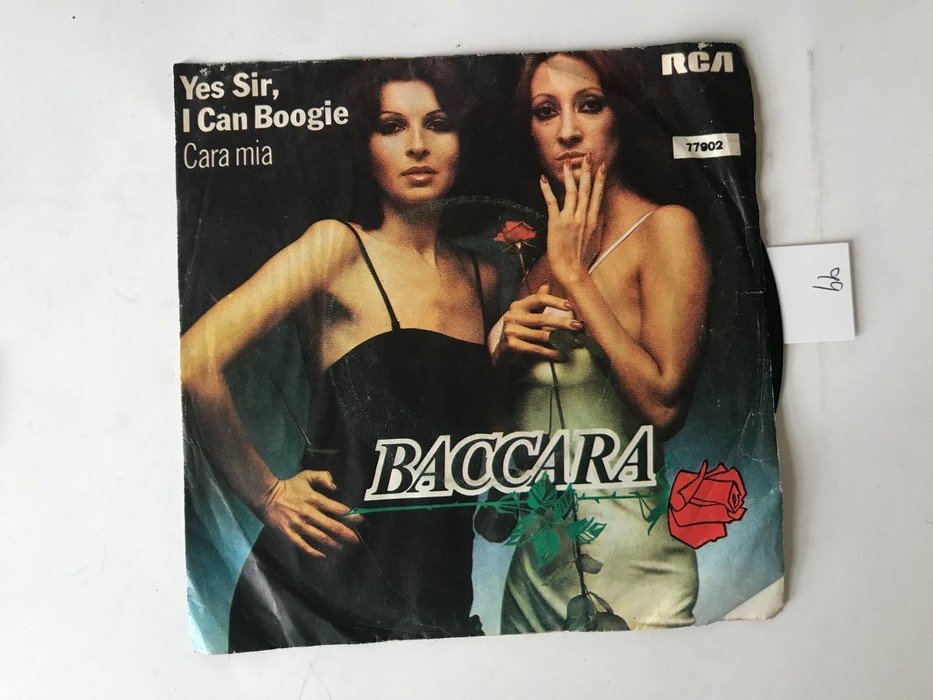 Yes Sir,
I Can Boogie
Cara mia
RCA
77902
BACCARA